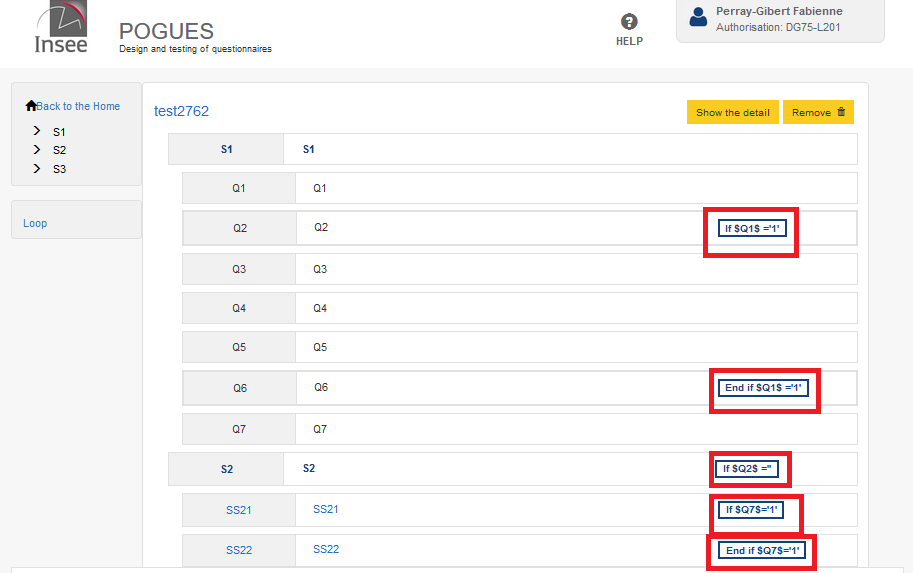 Insee
POGUES
Design and testing of questionnaires
HELP
Perray-Gibert Fabienne
Authorisation: DG75-L201
Back to the Home
S1
S2
S3
Loop
test2762
Show the detail
Remove
S1 S1
Q1 Q1
Q2 Q2 If $Q1$ ='1'
Q3 Q3
Q4 Q4
Q5 Q5
Q6 Q6 End if $Q1$ ='1'
Q7 Q7
S2 S2 If $Q2$ =''
SS21 SS21 If $Q7$='1'
SS22 SS22 End if $Q7$='1'